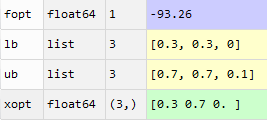 fopt float64 1 -93.26
lb list 3 [0.3, 0.3, 0]
ub list 3 [0.7, 0.7, 0.1]
xopt float64 (3,) [0.3 0.7 0. ]